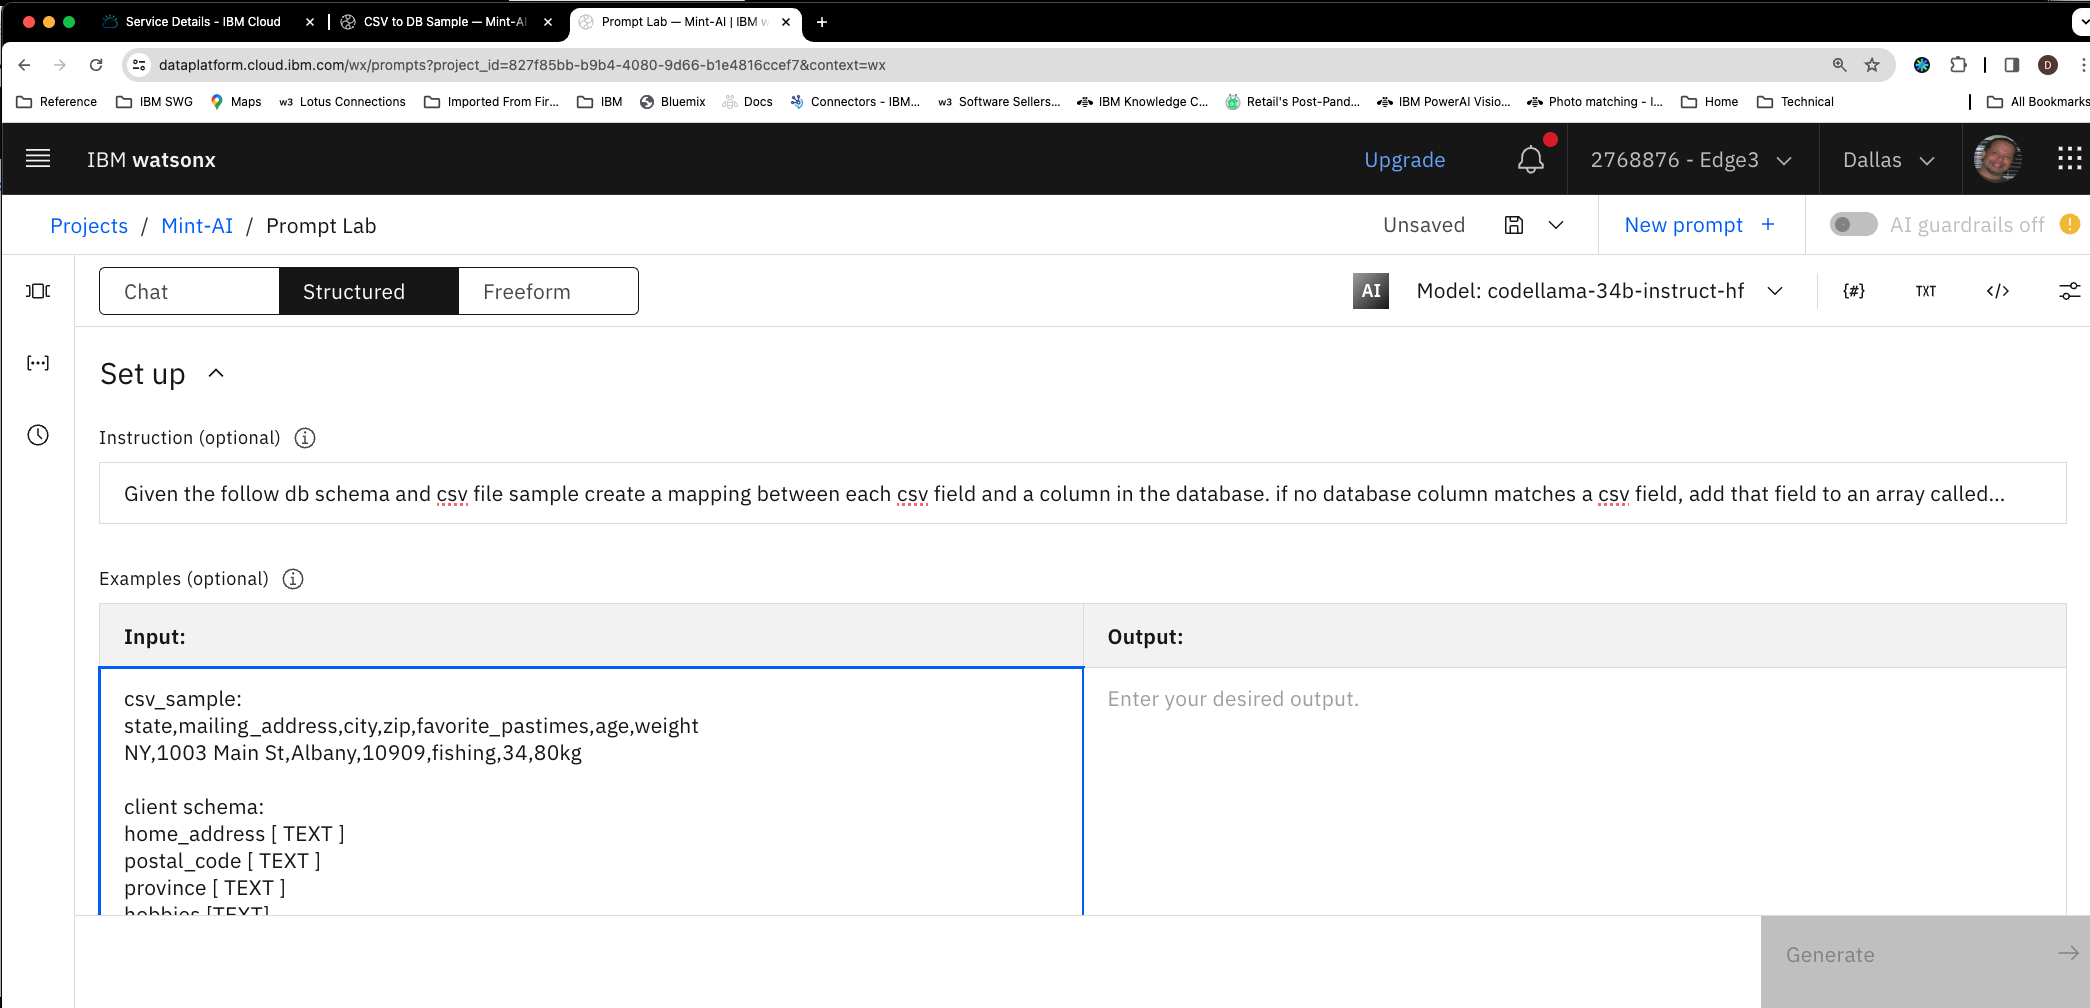 Service Details - IBM Cloud
CSV to DB Sample — Mint-AI
Prompt Lab — Mint-AI | IBM w
dataplatform.cloud.ibm.com/wx/prompts?project_id=827f85bb-b9b4-4080-9d66-b1e4816ccef7&context=wx
D
Reference IBM SWG Maps w3 Lotus Connections Imported From Fir... IBM Bluemix Docs Connectors - IBM... w3 Software Sellers... IBM Knowledge C... Retail's Post-Pand... IBM PowerAI Visio... Photo matching - I... Home Technical All Bookmarks
IBM watsonx Upgrade 2768876 - Edge3 Dallas
Projects / Mint-AI / Prompt Lab Unsaved New prompt + AI guardrails off
Chat Structured Freeform AI Model: codellama-34b-instruct-hf {#} TXT </>
Set up
Instruction (optional)
Given the follow db schema and csv file sample create a mapping between each csv field and a column in the database. if no database column matches a csv field, add that field to an array called...
Examples (optional)
Input: Output:
csv_sample: Enter your desired output.
state,mailing_address,city,zip,favorite_pastimes,age,weight
NY,1003 Main St,Albany,10909,fishing,34,80kg
client schema:
home_address [ TEXT ]
postal_code [ TEXT ]
province [ TEXT ]
hobbies [TEXT]
Generate